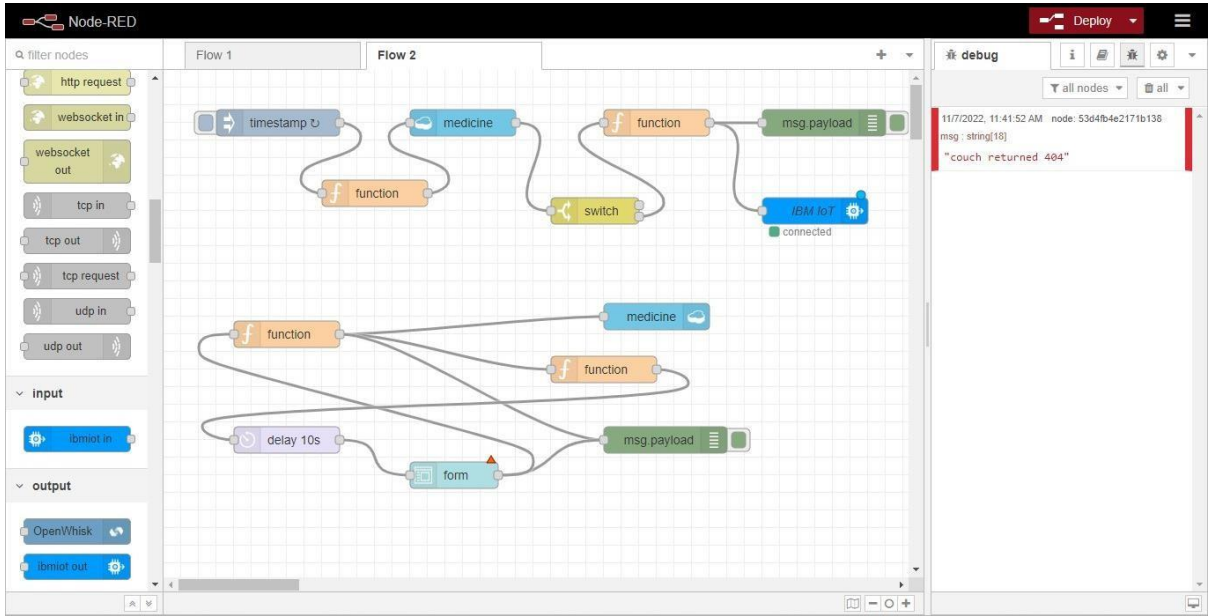 Node-RED
Deploy
filter nodes
Flow 1
Flow 2
debug
i
all nodes
all
http request
websocket in
websocket
out
tcp in
tcp out
tcp request
udp in
udp out
input
ibmiot in
output
OpenWhisk
ibmiot out
timestamp ↻
medicine
function
msg.payload
function
switch
IBM IoT
connected
medicine
function
function
delay 10s
msg.payload
form
11/7/2022, 11:41:52 AM node: 53d4fb4e2171b138
msg : string[18]
"couch returned 404"